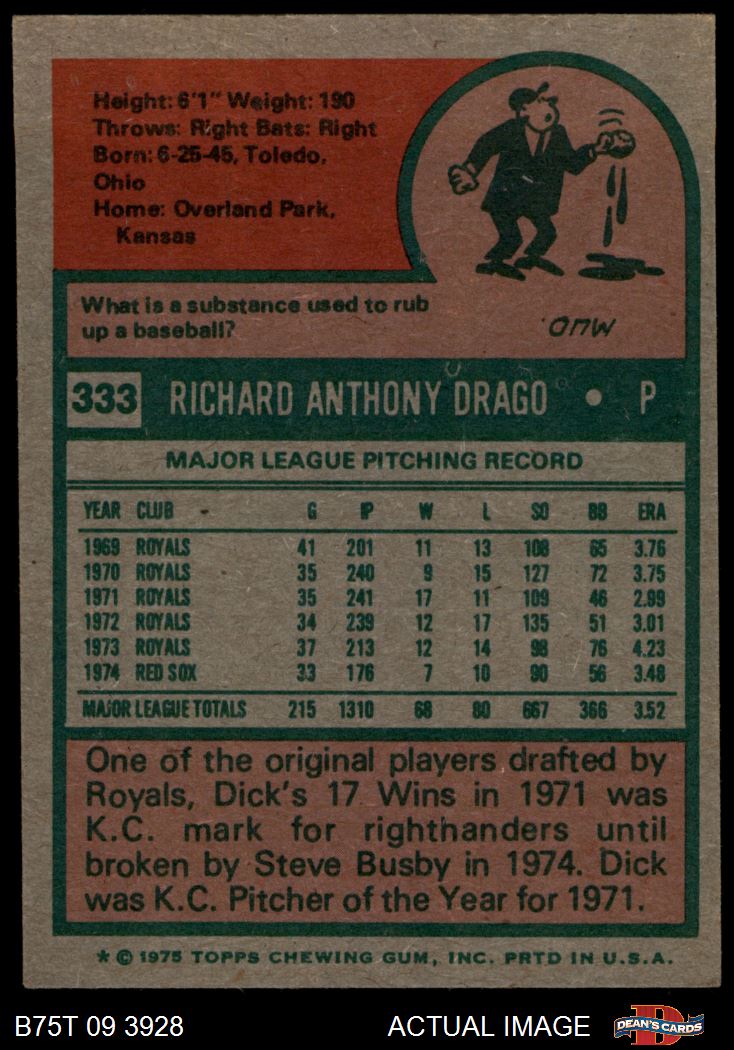 Height: 6'1" Weight: 190
Throws: Right Bats: Right
Born: 6-25-45, Toledo,
Ohio
Home: Overland Park,
Kansas
What is a substance used to rub
up a baseball?
MUD
333 RICHARD ANTHONY DRAGO • P
MAJOR LEAGUE PITCHING RECORD
YEAR CLUB G IP W L SO BB ERA
1969 ROYALS 41 201 11 13 108 65 3.76
1970 ROYALS 35 240 9 15 127 72 3.75
1971 ROYALS 35 241 17 11 109 46 2.99
1972 ROYALS 34 239 12 17 135 51 3.01
1973 ROYALS 37 213 12 14 98 76 4.23
1974 RED SOX 33 176 7 10 90 56 3.48
MAJOR LEAGUE TOTALS 215 1310 68 80 667 366 3.52
One of the original players drafted by
Royals, Dick's 17 Wins in 1971 was
K.C. mark for righthanders until
broken by Steve Busby in 1974. Dick
was K.C. Pitcher of the Year for 1971.
* © 1975 TOPPS CHEWING GUM, INC. PRTD IN U.S.A.
B75T 09 3928 ACTUAL IMAGE DEAN'S CARDS